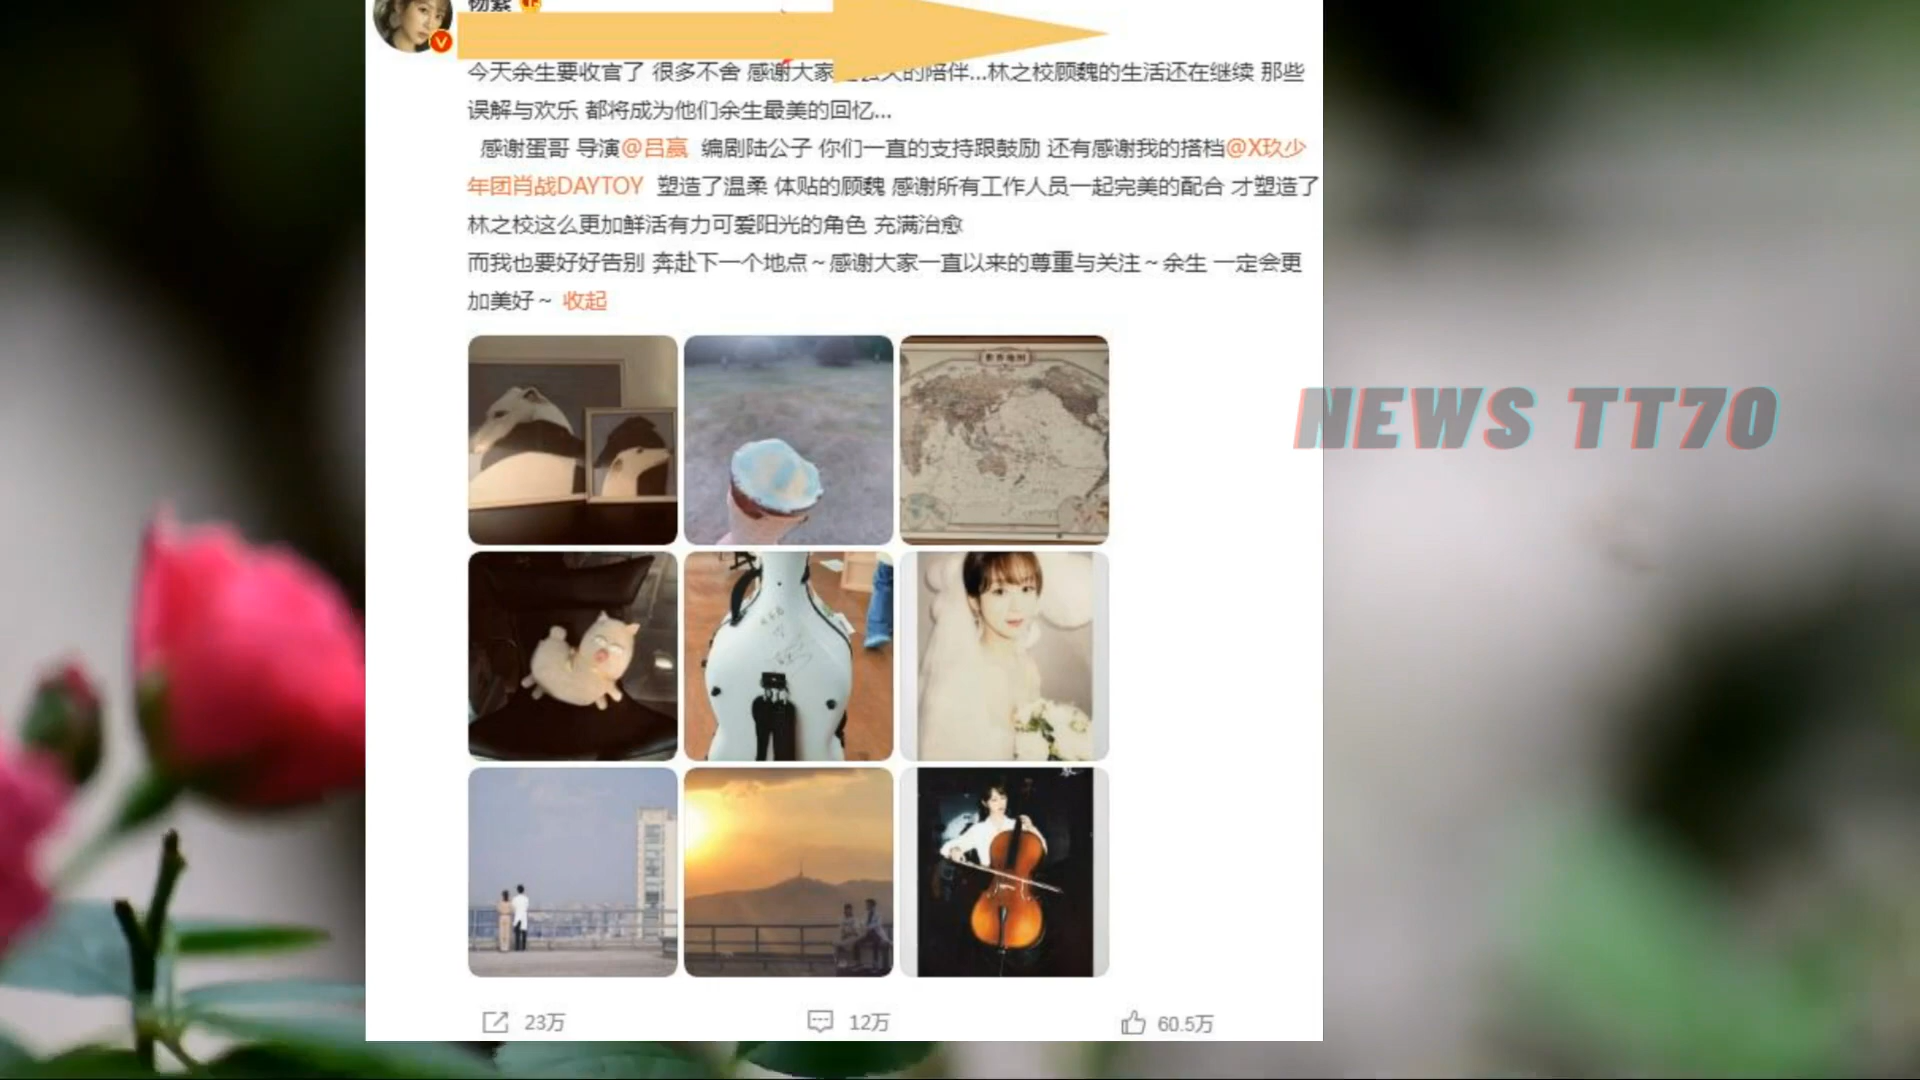 杨紫
今天余生要收官了 很多不舍 感谢大家的陪伴...林之校顾魏的生活还在继续 那些
误解与欢乐 都将成为他们余生最美的回忆...
感谢蛋哥 导演@吕赢 编剧陆公子 你们一直的支持跟鼓励 还有感谢我的搭档@X玖少
年团肖战DAYTOY 塑造了温柔 体贴的顾魏 感谢所有工作人员一起完美的配合 才塑造了
林之校这么更加鲜活有力可爱阳光的角色 充满治愈
而我也要好好告别 奔赴下一个地点~感谢大家一直以来的尊重与关注~余生 一定会更
加美好~ 收起
世界地图
NEWS TT70
23万 12万 60.5万